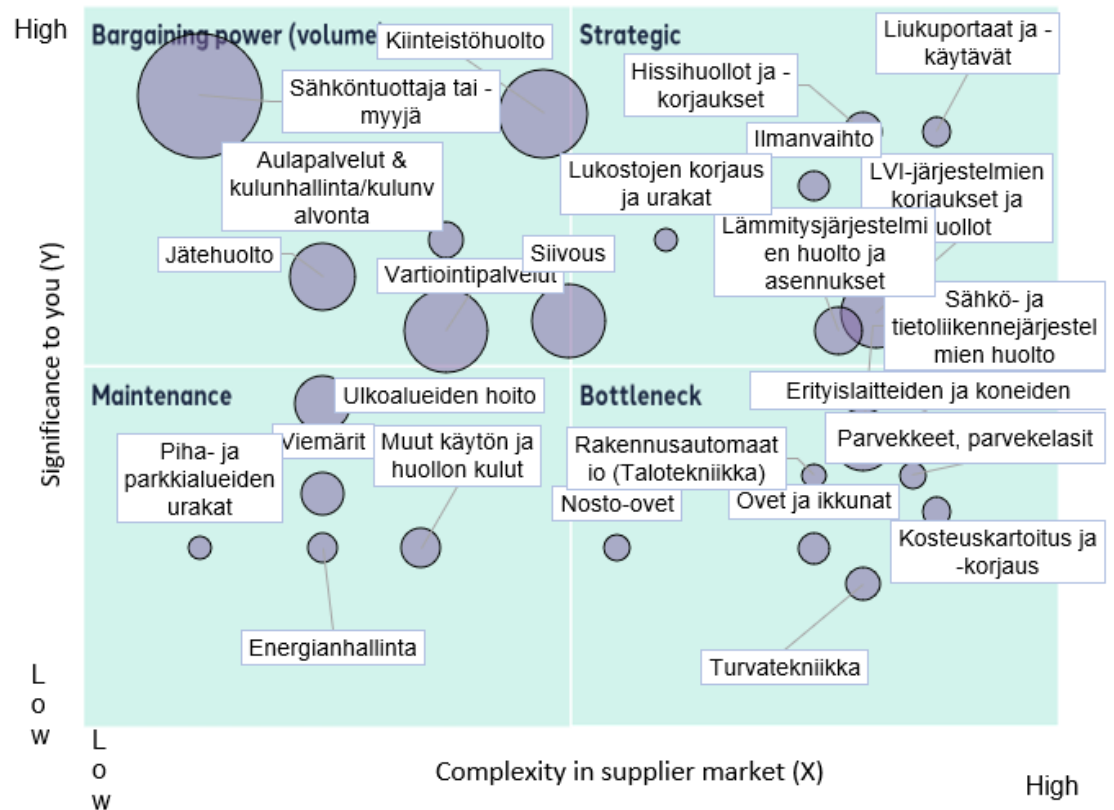 High
Bargaining power (volume)
Kiinteistöhuolto
Sähköntuottaja tai -
myyjä
Aulapalvelut &
kulunhallinta/kulunv
alvonta
Jätehuolto
Vartiointipalvelut
Siivous
Strategic
Liukuportaat ja -
käytävät
Hissihuollot ja -
korjaukset
Ilmanvaihto
Lukostojen korjaus
ja urakat
LVI-järjestelmien
korjaukset ja
huollot
Lämmitysjärjestelmi
en huolto ja
asennukset
Sähkö- ja
tietoliikennejärjestel
mien huolto
Significance to you (Y)
Maintenance
Ulkoalueiden hoito
Viemärit
Muut käytön ja
huollon kulut
Piha- ja
parkkialueiden
urakat
Energianhallinta
Bottleneck
Erityislaitteiden ja koneiden
Parvekkeet, parvekelasit
Rakennusautomaat
io (Talotekniikka)
Nosto-ovet
Ovet ja ikkunat
Kosteuskartoitus ja
-korjaus
Turvatekniikka
Low
Low
Complexity in supplier market (X)
High